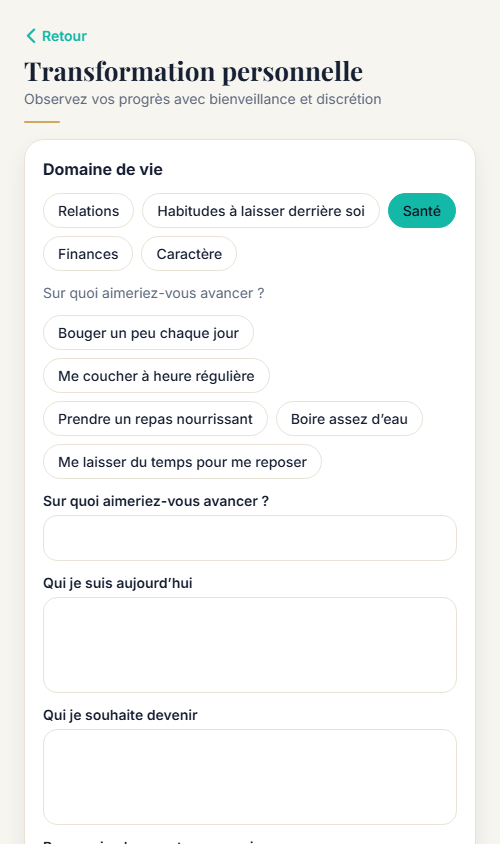 Retour
Transformation personnelle
Observez vos progrès avec bienveillance et discrétion
Domaine de vie
Relations
Habitudes à laisser derrière soi
Santé
Finances
Caractère
Sur quoi aimeriez-vous avancer ?
Bouger un peu chaque jour
Me coucher à heure régulière
Prendre un repas nourrissant
Boire assez d’eau
Me laisser du temps pour me reposer
Sur quoi aimeriez-vous avancer ?
Qui je suis aujourd’hui
Qui je souhaite devenir